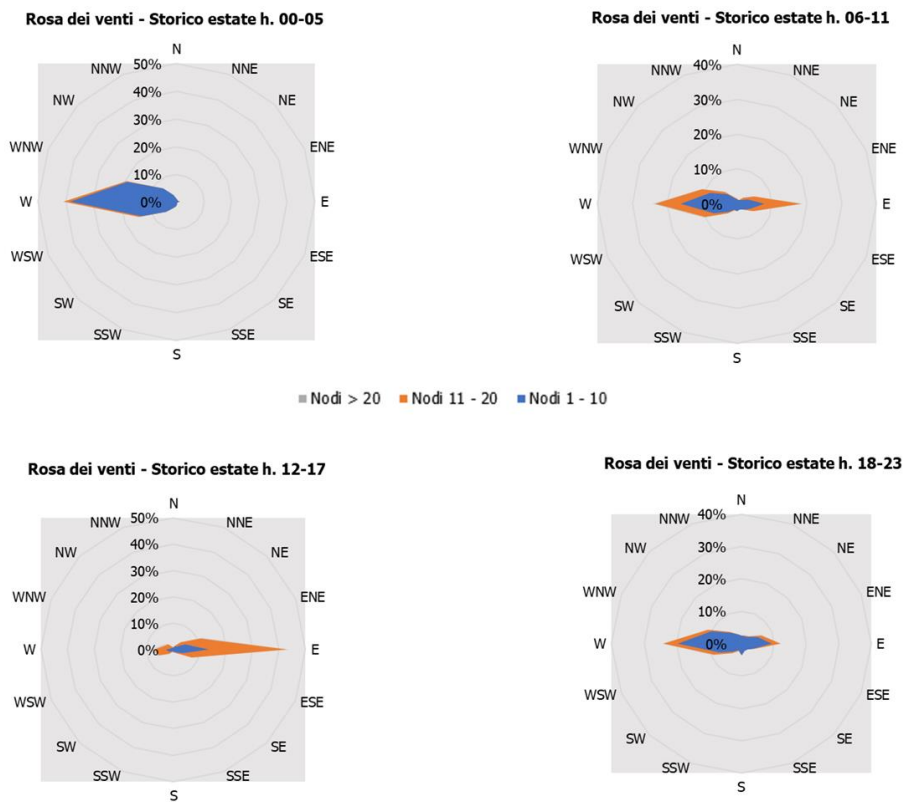 Rosa dei venti - Storico estate h. 00-05
N
NNE
NE
ENE
E
ESE
SE
SSE
S
SSW
SW
WSW
W
WNW
NW
NNW
50%
40%
30%
20%
10%
0%
Rosa dei venti - Storico estate h. 06-11
N
NNE
NE
ENE
E
ESE
SE
SSE
S
SSW
SW
WSW
W
WNW
NW
NNW
40%
30%
20%
10%
0%
Nodi > 20 Nodi 11 - 20 Nodi 1 - 10
Rosa dei venti - Storico estate h. 12-17
N
NNE
NE
ENE
E
ESE
SE
SSE
S
SSW
SW
WSW
W
WNW
NW
NNW
50%
40%
30%
20%
10%
0%
Rosa dei venti - Storico estate h. 18-23
N
NNE
NE
ENE
E
ESE
SE
SSE
S
SSW
SW
WSW
W
WNW
NW
NNW
40%
30%
20%
10%
0%